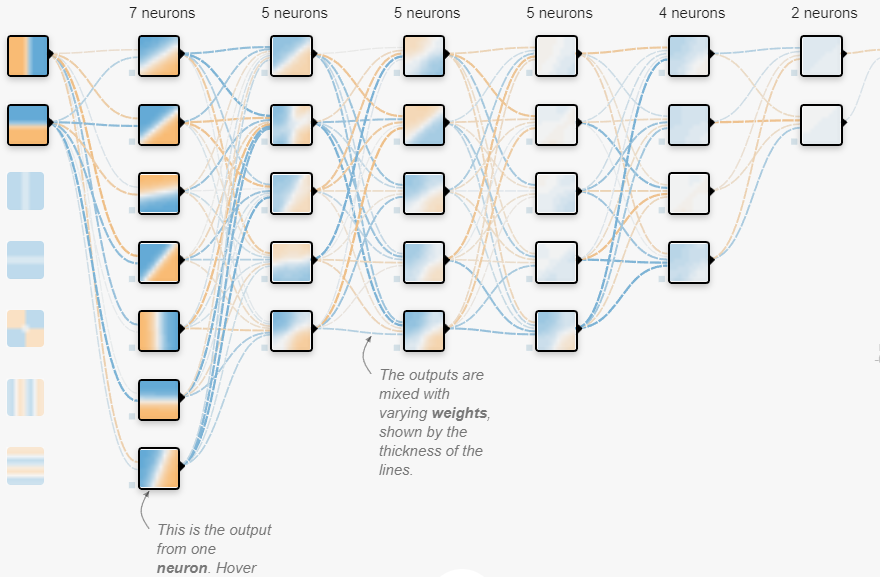 7 neurons 5 neurons 5 neurons 5 neurons 4 neurons 2 neurons
The outputs are
mixed with
varying weights,
shown by the
thickness of the
lines.
This is the output
from one
neuron. Hover